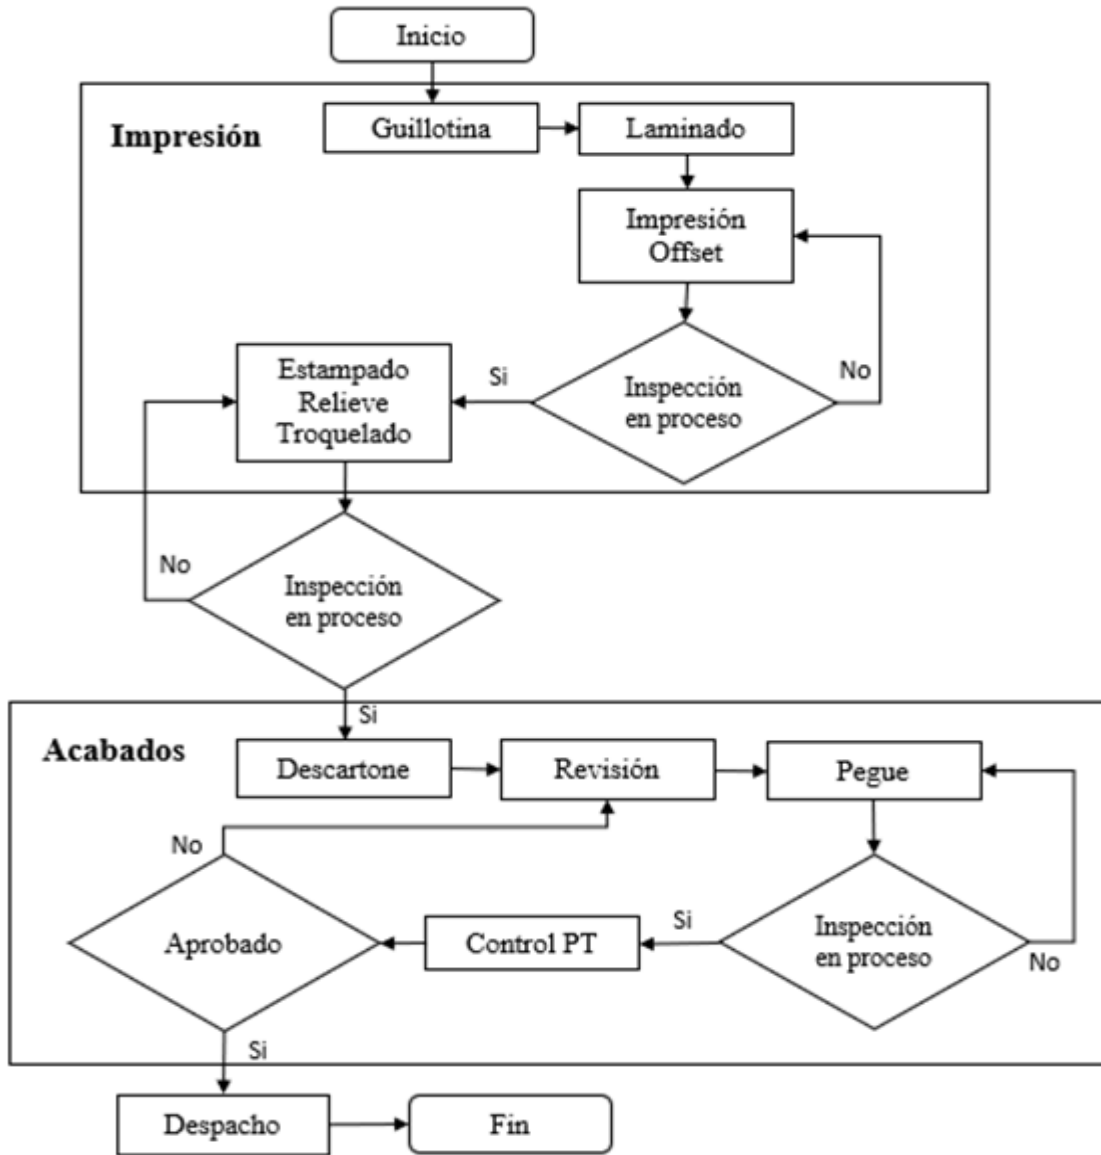 Inicio
Impresión
Guillotina
Laminado
Impresión
Offset
Inspección
en proceso
No
Si
Estampado
Relieve
Troquelado
Inspección
en proceso
No
Si
Acabados
Descartone
Revisión
Pegue
Inspección
en proceso
No
Si
Control PT
Aprobado
No
Si
Despacho
Fin